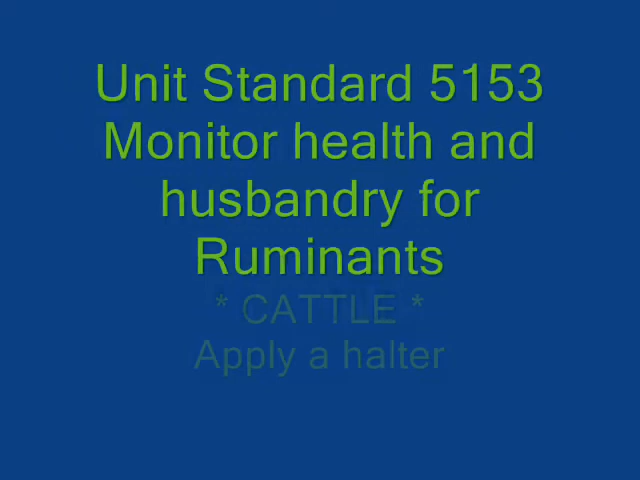 Unit Standard 5153
Monitor health and
husbandry for
Ruminants
* CATTLE *
Apply a halter